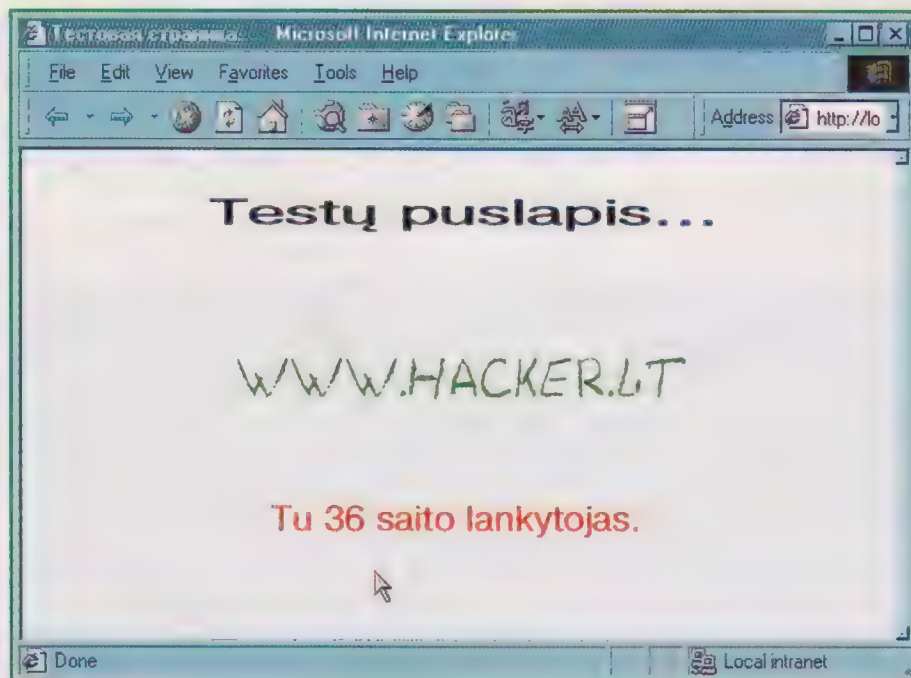 Тестовая страница... Microsoft Internet Explorer
File Edit View Favorites Tools Help
Address http://lo
Testų puslapis...
WWW.HACKER.LT
Tu 36 saito lankytojas.
Done Local intranet